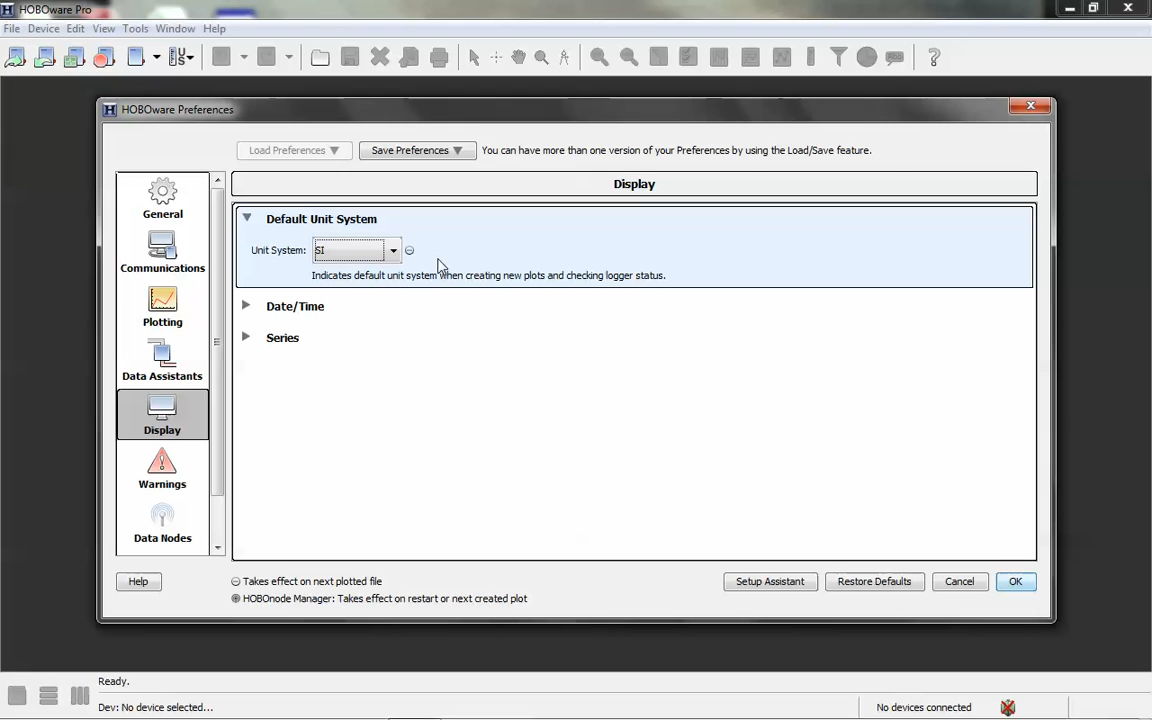 HOBOware Pro
File Device Edit View Tools Window Help
US
HOBOware Preferences
Load Preferences Save Preferences You can have more than one version of your Preferences by using the Load/Save feature.
General
Communications
Plotting
Data Assistants
Display
Warnings
Data Nodes
Display
Default Unit System
Unit System: SI
Indicates default unit system when creating new plots and checking logger status.
Date/Time
Series
Help
Takes effect on next plotted file
HOBOnode Manager: Takes effect on restart or next created plot
Setup Assistant Restore Defaults Cancel OK
Ready.
Dev: No device selected...
No devices connected